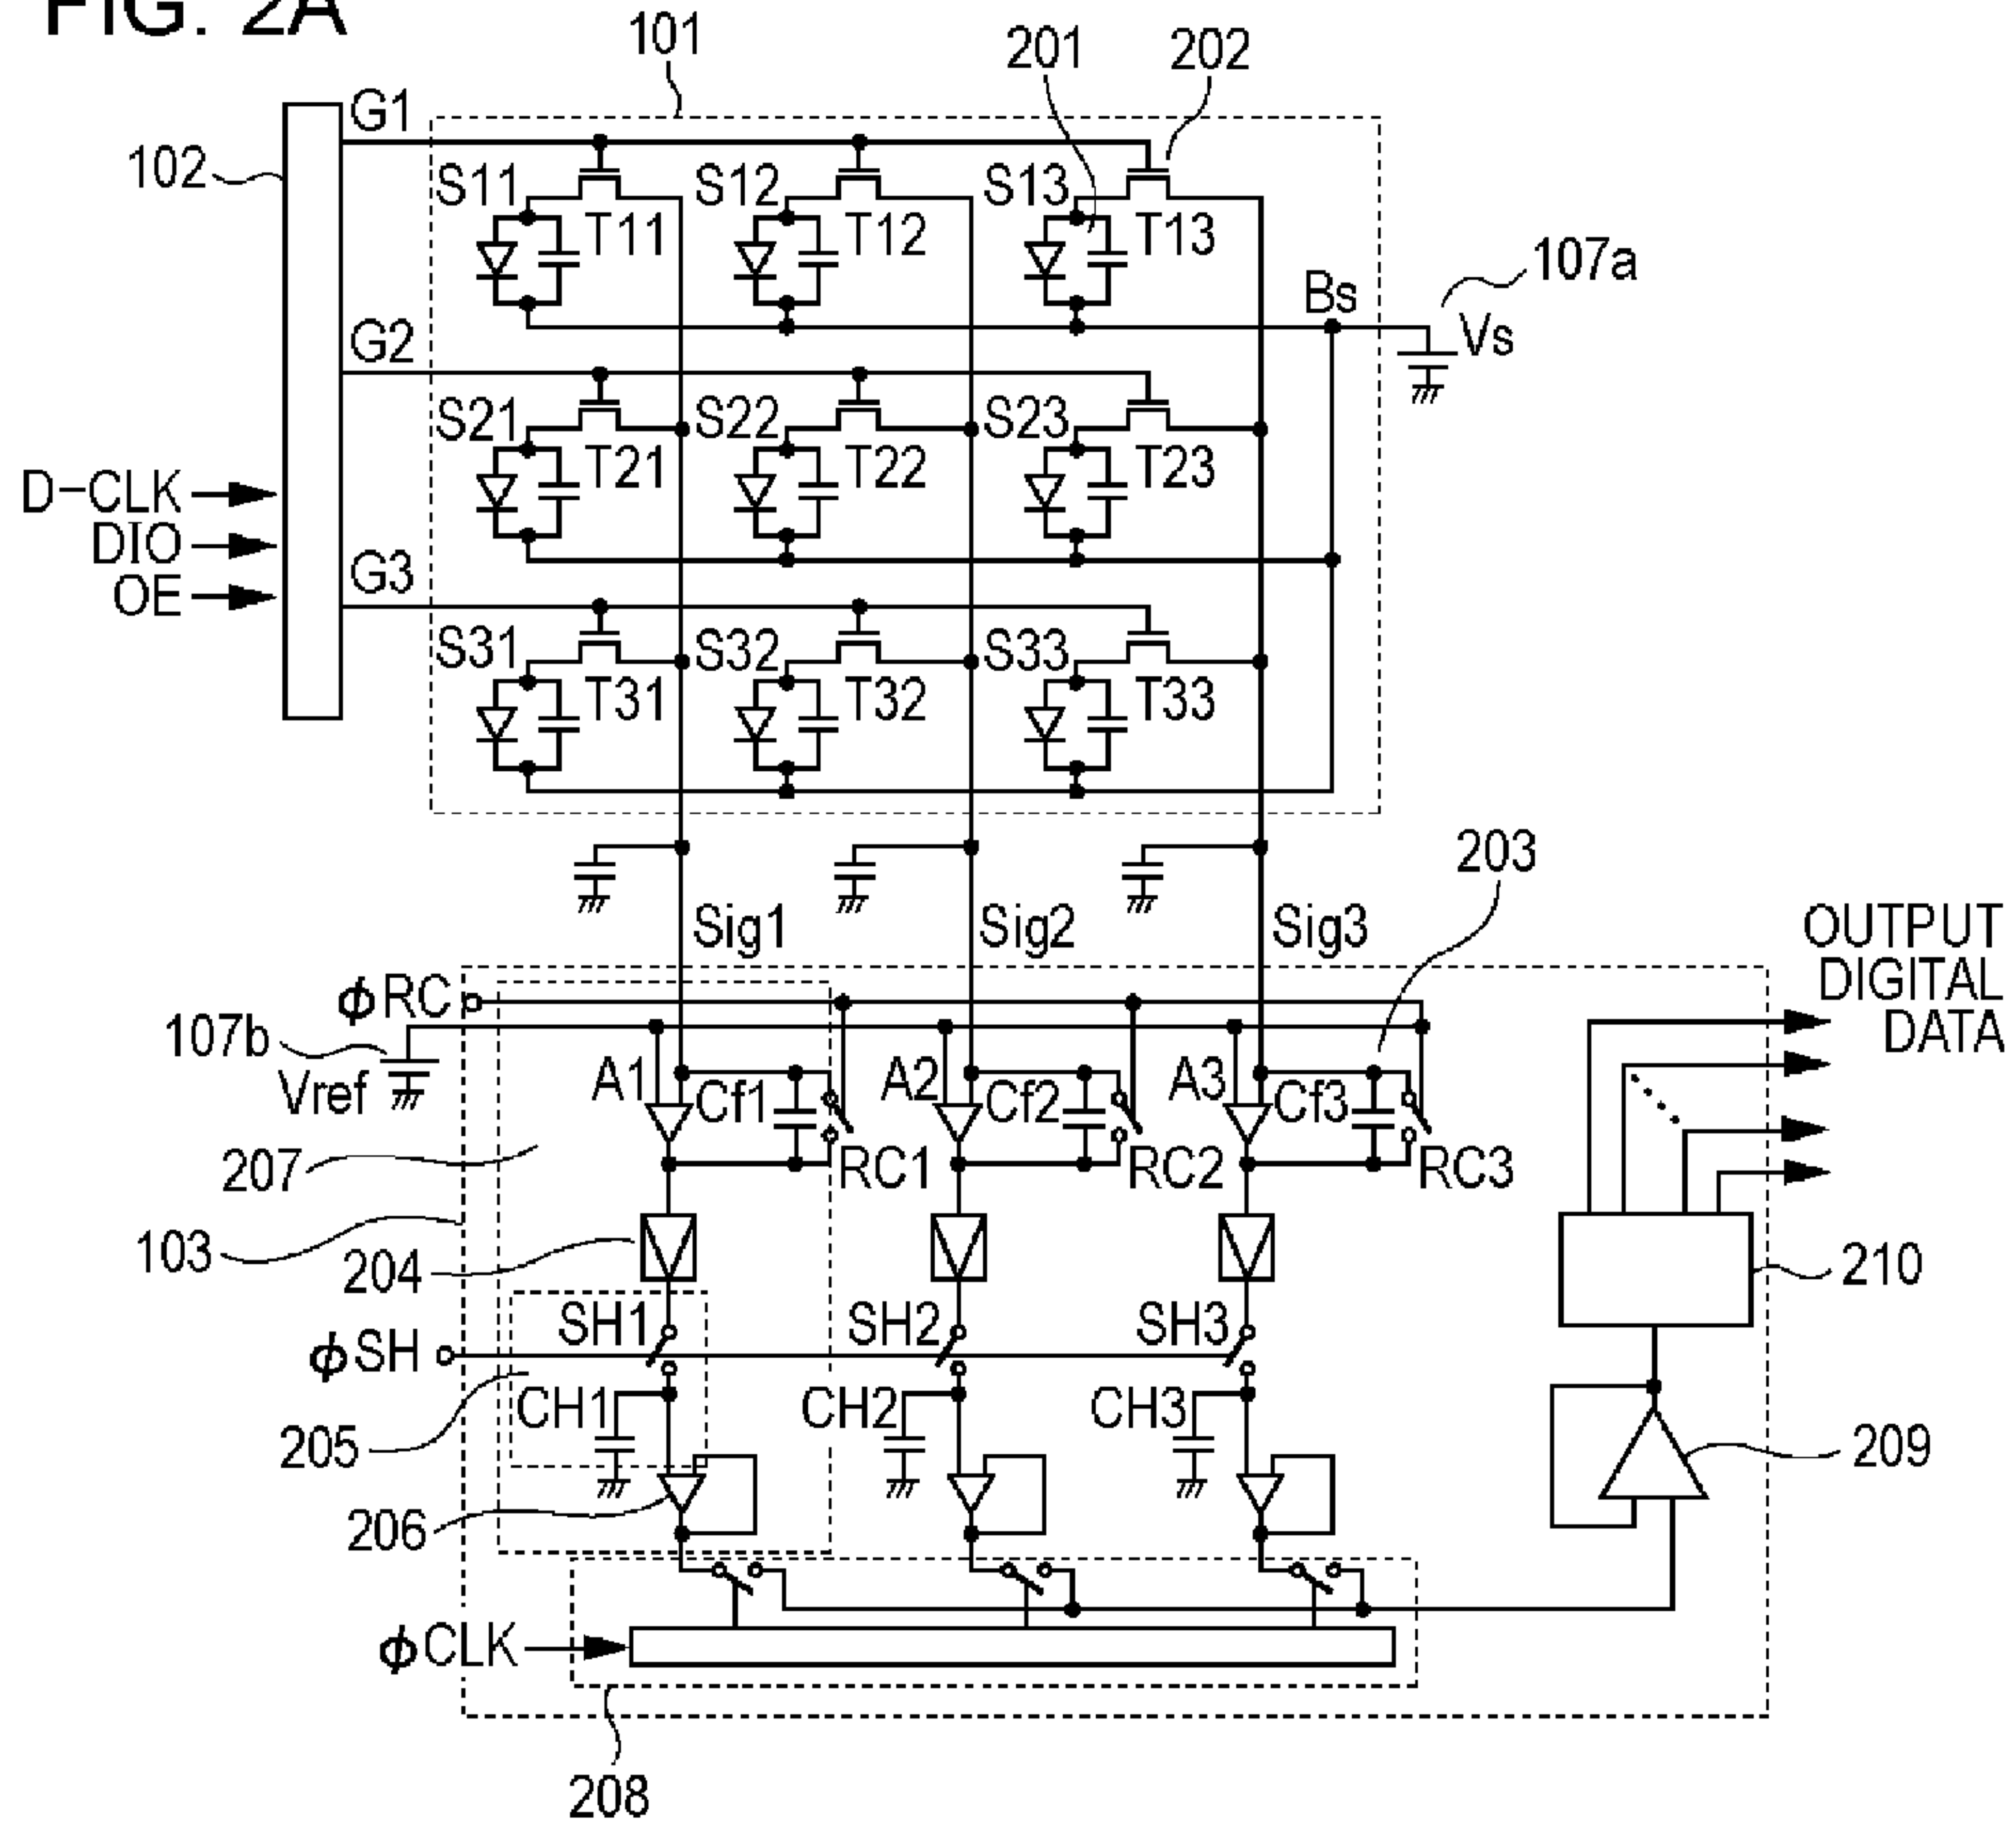 FIG. 2A
101
201
202
G1
102
S11
S12
S13
T11
T12
T13
107a
Bs
Vs
G2
S21
S22
S23
T21
T22
T23
D-CLK
DIO
OE
G3
S31
S32
S33
T31
T32
T33
203
Sig1
Sig2
Sig3
OUTPUT
DIGITAL
DATA
ϕRC
107b
Vref
A1
Cf1
A2
Cf2
A3
Cf3
207
RC1
RC2
RC3
103
204
210
SH1
SH2
SH3
ϕSH
CH1
CH2
CH3
205
209
206
ϕCLK
208